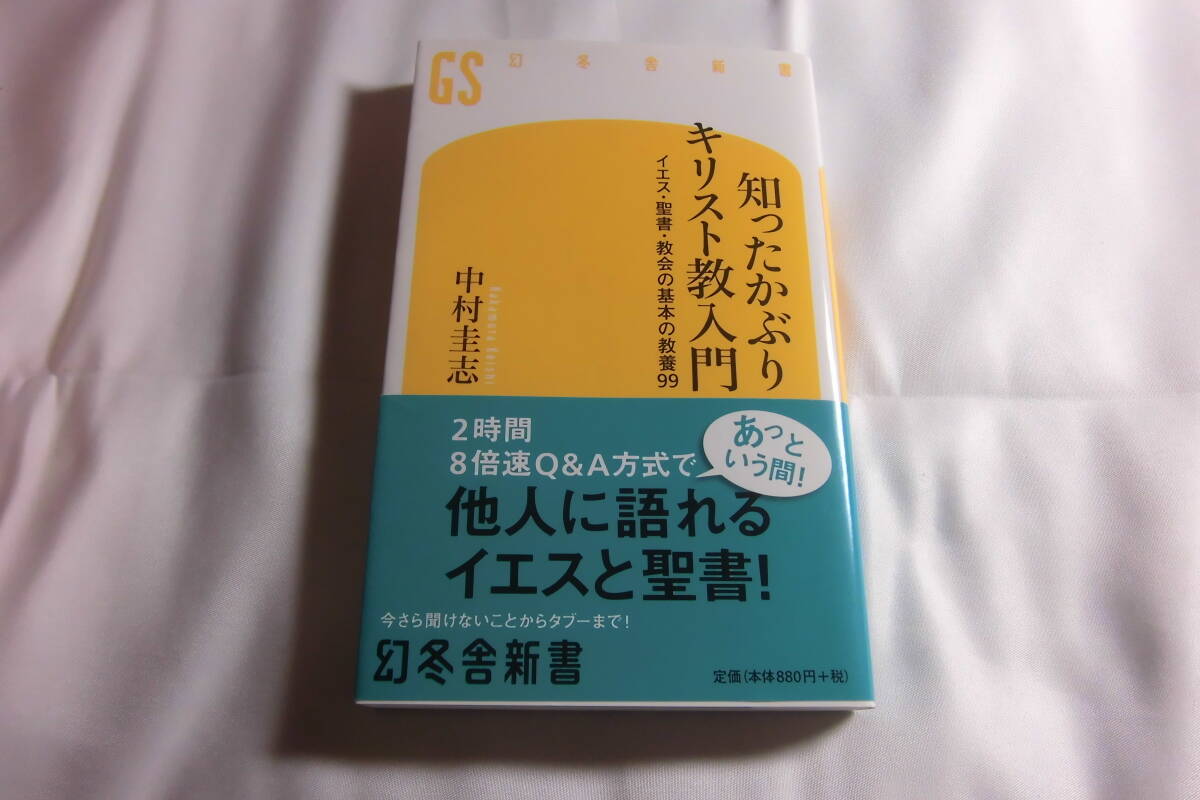 GS
幻冬舎新書
知ったかぶり
キリスト教入門
イエス・聖書・教会の基本の教養99
中村圭志
Nakamura Keishi
2時間
8倍速Q&A方式で
あっと
いう間!
他人に語れる
イエスと聖書!
今さら聞けないことからタブーまで!
幻冬舎新書
定価(本体880円+税)